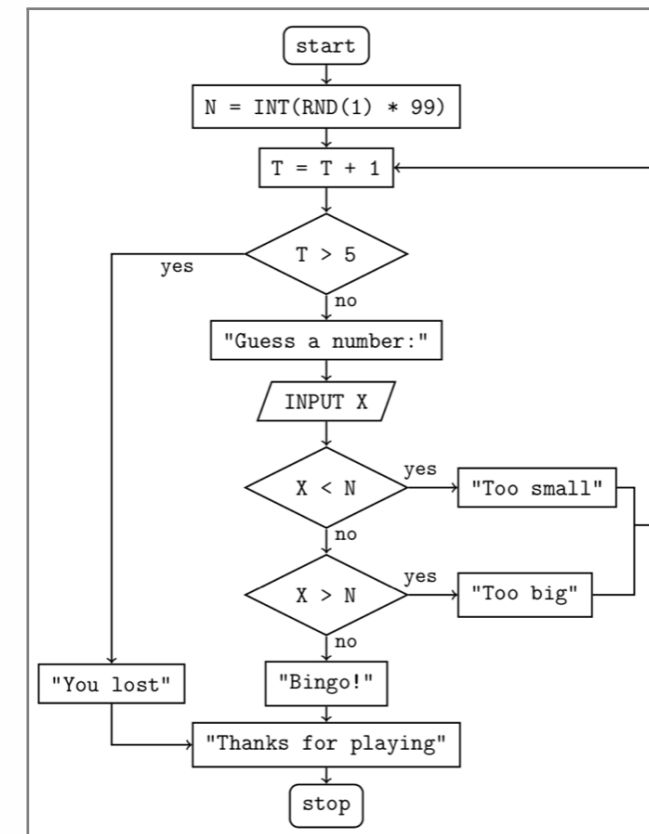 start
N = INT(RND(1) * 99)
T = T + 1
T > 5
yes
no
"Guess a number:"
INPUT X
X < N
yes
"Too small"
no
X > N
yes
"Too big"
no
"You lost"
"Bingo!"
"Thanks for playing"
stop